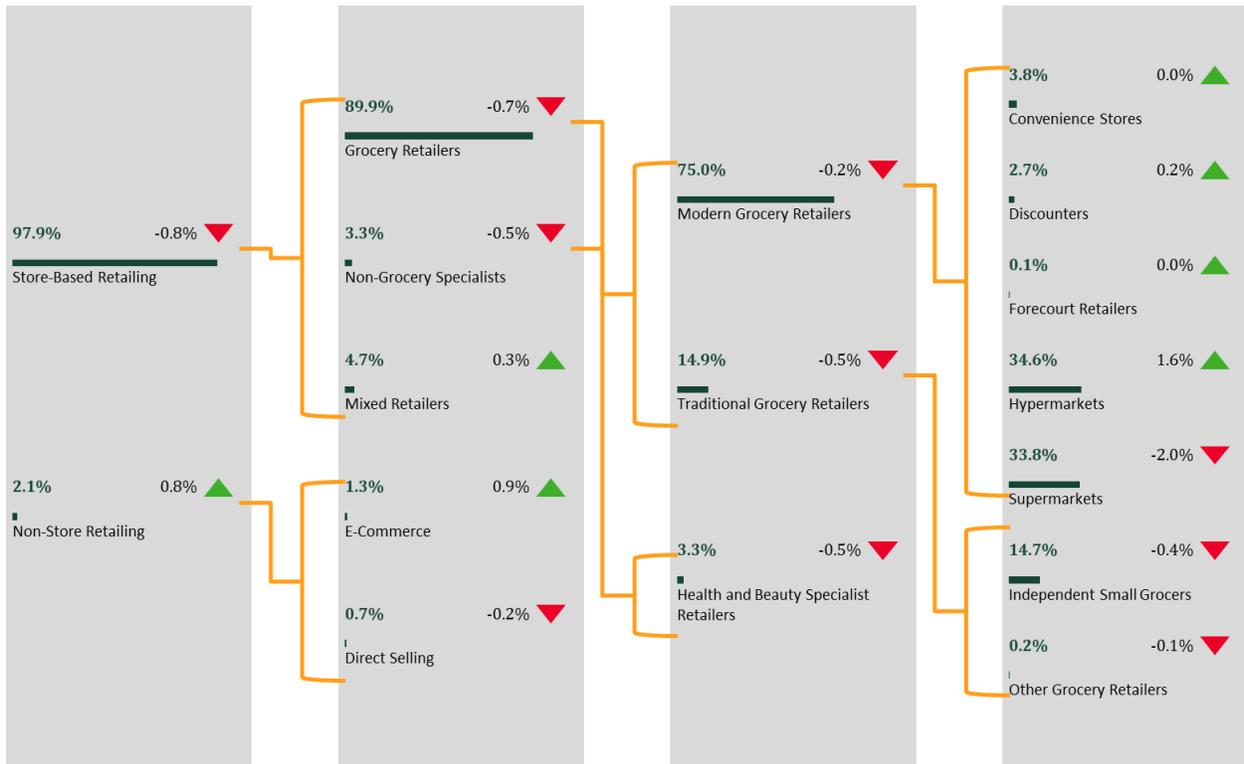 97.9% -0.8%
Store-Based Retailing
2.1% 0.8%
Non-Store Retailing
89.9% -0.7%
Grocery Retailers
3.3% -0.5%
Non-Grocery Specialists
4.7% 0.3%
Mixed Retailers
1.3% 0.9%
E-Commerce
0.7% -0.2%
Direct Selling
75.0% -0.2%
Modern Grocery Retailers
14.9% -0.5%
Traditional Grocery Retailers
3.3% -0.5%
Health and Beauty Specialist
Retailers
3.8% 0.0%
Convenience Stores
2.7% 0.2%
Discounters
0.1% 0.0%
Forecourt Retailers
34.6% 1.6%
Hypermarkets
33.8% -2.0%
Supermarkets
14.7% -0.4%
Independent Small Grocers
0.2% -0.1%
Other Grocery Retailers